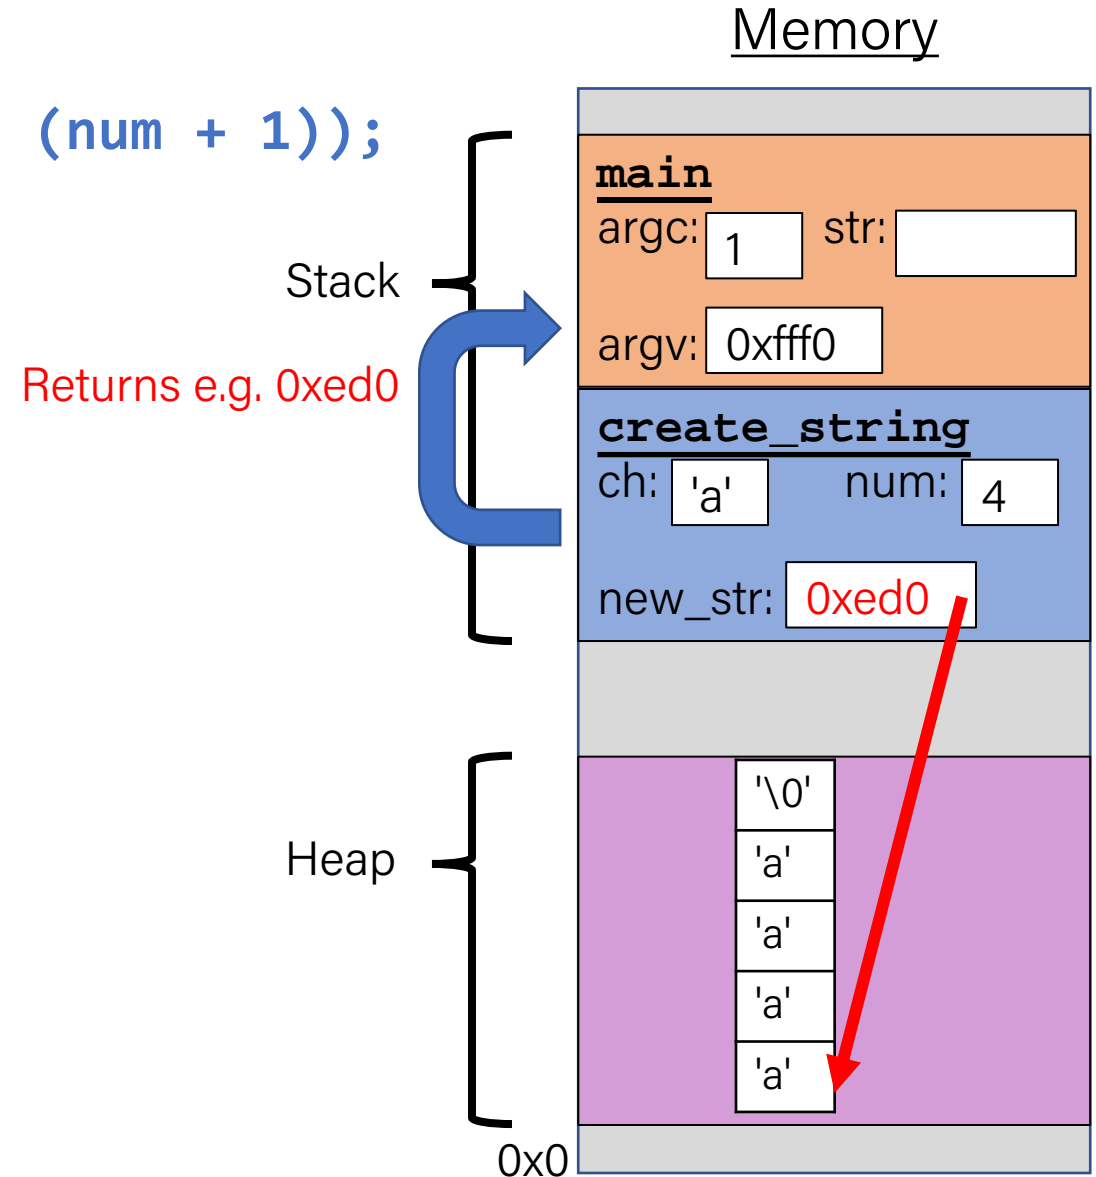 Memory
(num + 1));
main
argc: 1 str:
Stack
argv: 0xfff0
Returns e.g. 0xed0
create_string
ch: 'a' num: 4
new_str: 0xed0
'\0'
Heap
'a'
'a'
'a'
'a'
0x0